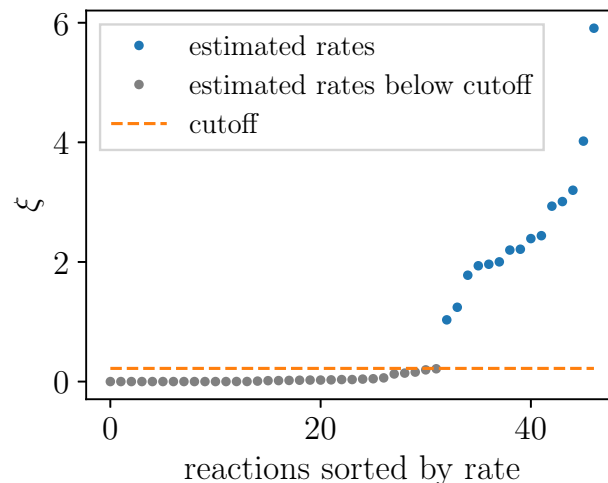 6
4
2
0
ξ
estimated rates
estimated rates below cutoff
cutoff
0 20 40
reactions sorted by rate